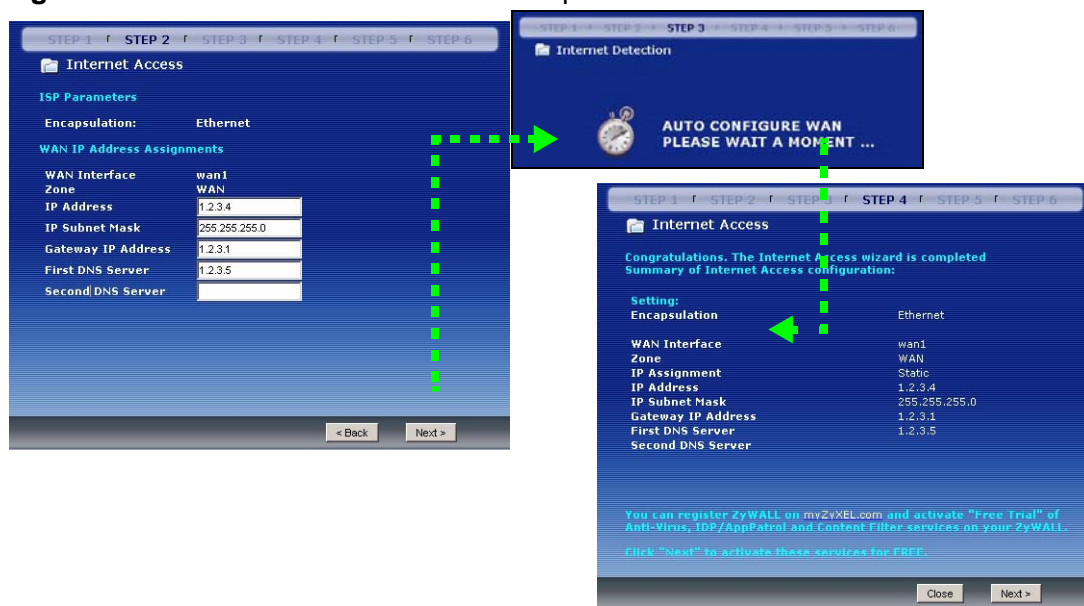 STEP 1 STEP 2 STEP 3 STEP 4 STEP 5 STEP 6
Internet Access
ISP Parameters
Encapsulation: Ethernet
WAN IP Address Assignments
WAN Interface wan1
Zone WAN
IP Address 1.2.3.4
IP Subnet Mask 255.255.255.0
Gateway IP Address 1.2.3.1
First DNS Server 1.2.3.5
Second DNS Server
< Back Next >
STEP 1 STEP 2 STEP 3 STEP 4 STEP 5 STEP 6
Internet Detection
AUTO CONFIGURE WAN
PLEASE WAIT A MOMENT ...
STEP 1 STEP 2 STEP 3 STEP 4 STEP 5 STEP 6
Internet Access
Congratulations. The Internet Access wizard is completed
Summary of Internet Access configuration:
Setting:
Encapsulation Ethernet
WAN Interface wan1
Zone WAN
IP Assignment Static
IP Address 1.2.3.4
IP Subnet Mask 255.255.255.0
Gateway IP Address 1.2.3.1
First DNS Server 1.2.3.5
Second DNS Server
You can register ZyWALL on myZyXEL.com and activate "Free Trial" of
Anti-Virus, IDP/AppPatrol and Content Filter services on your ZyWALL.
Click "Next" to activate these services for FREE.
Close Next >